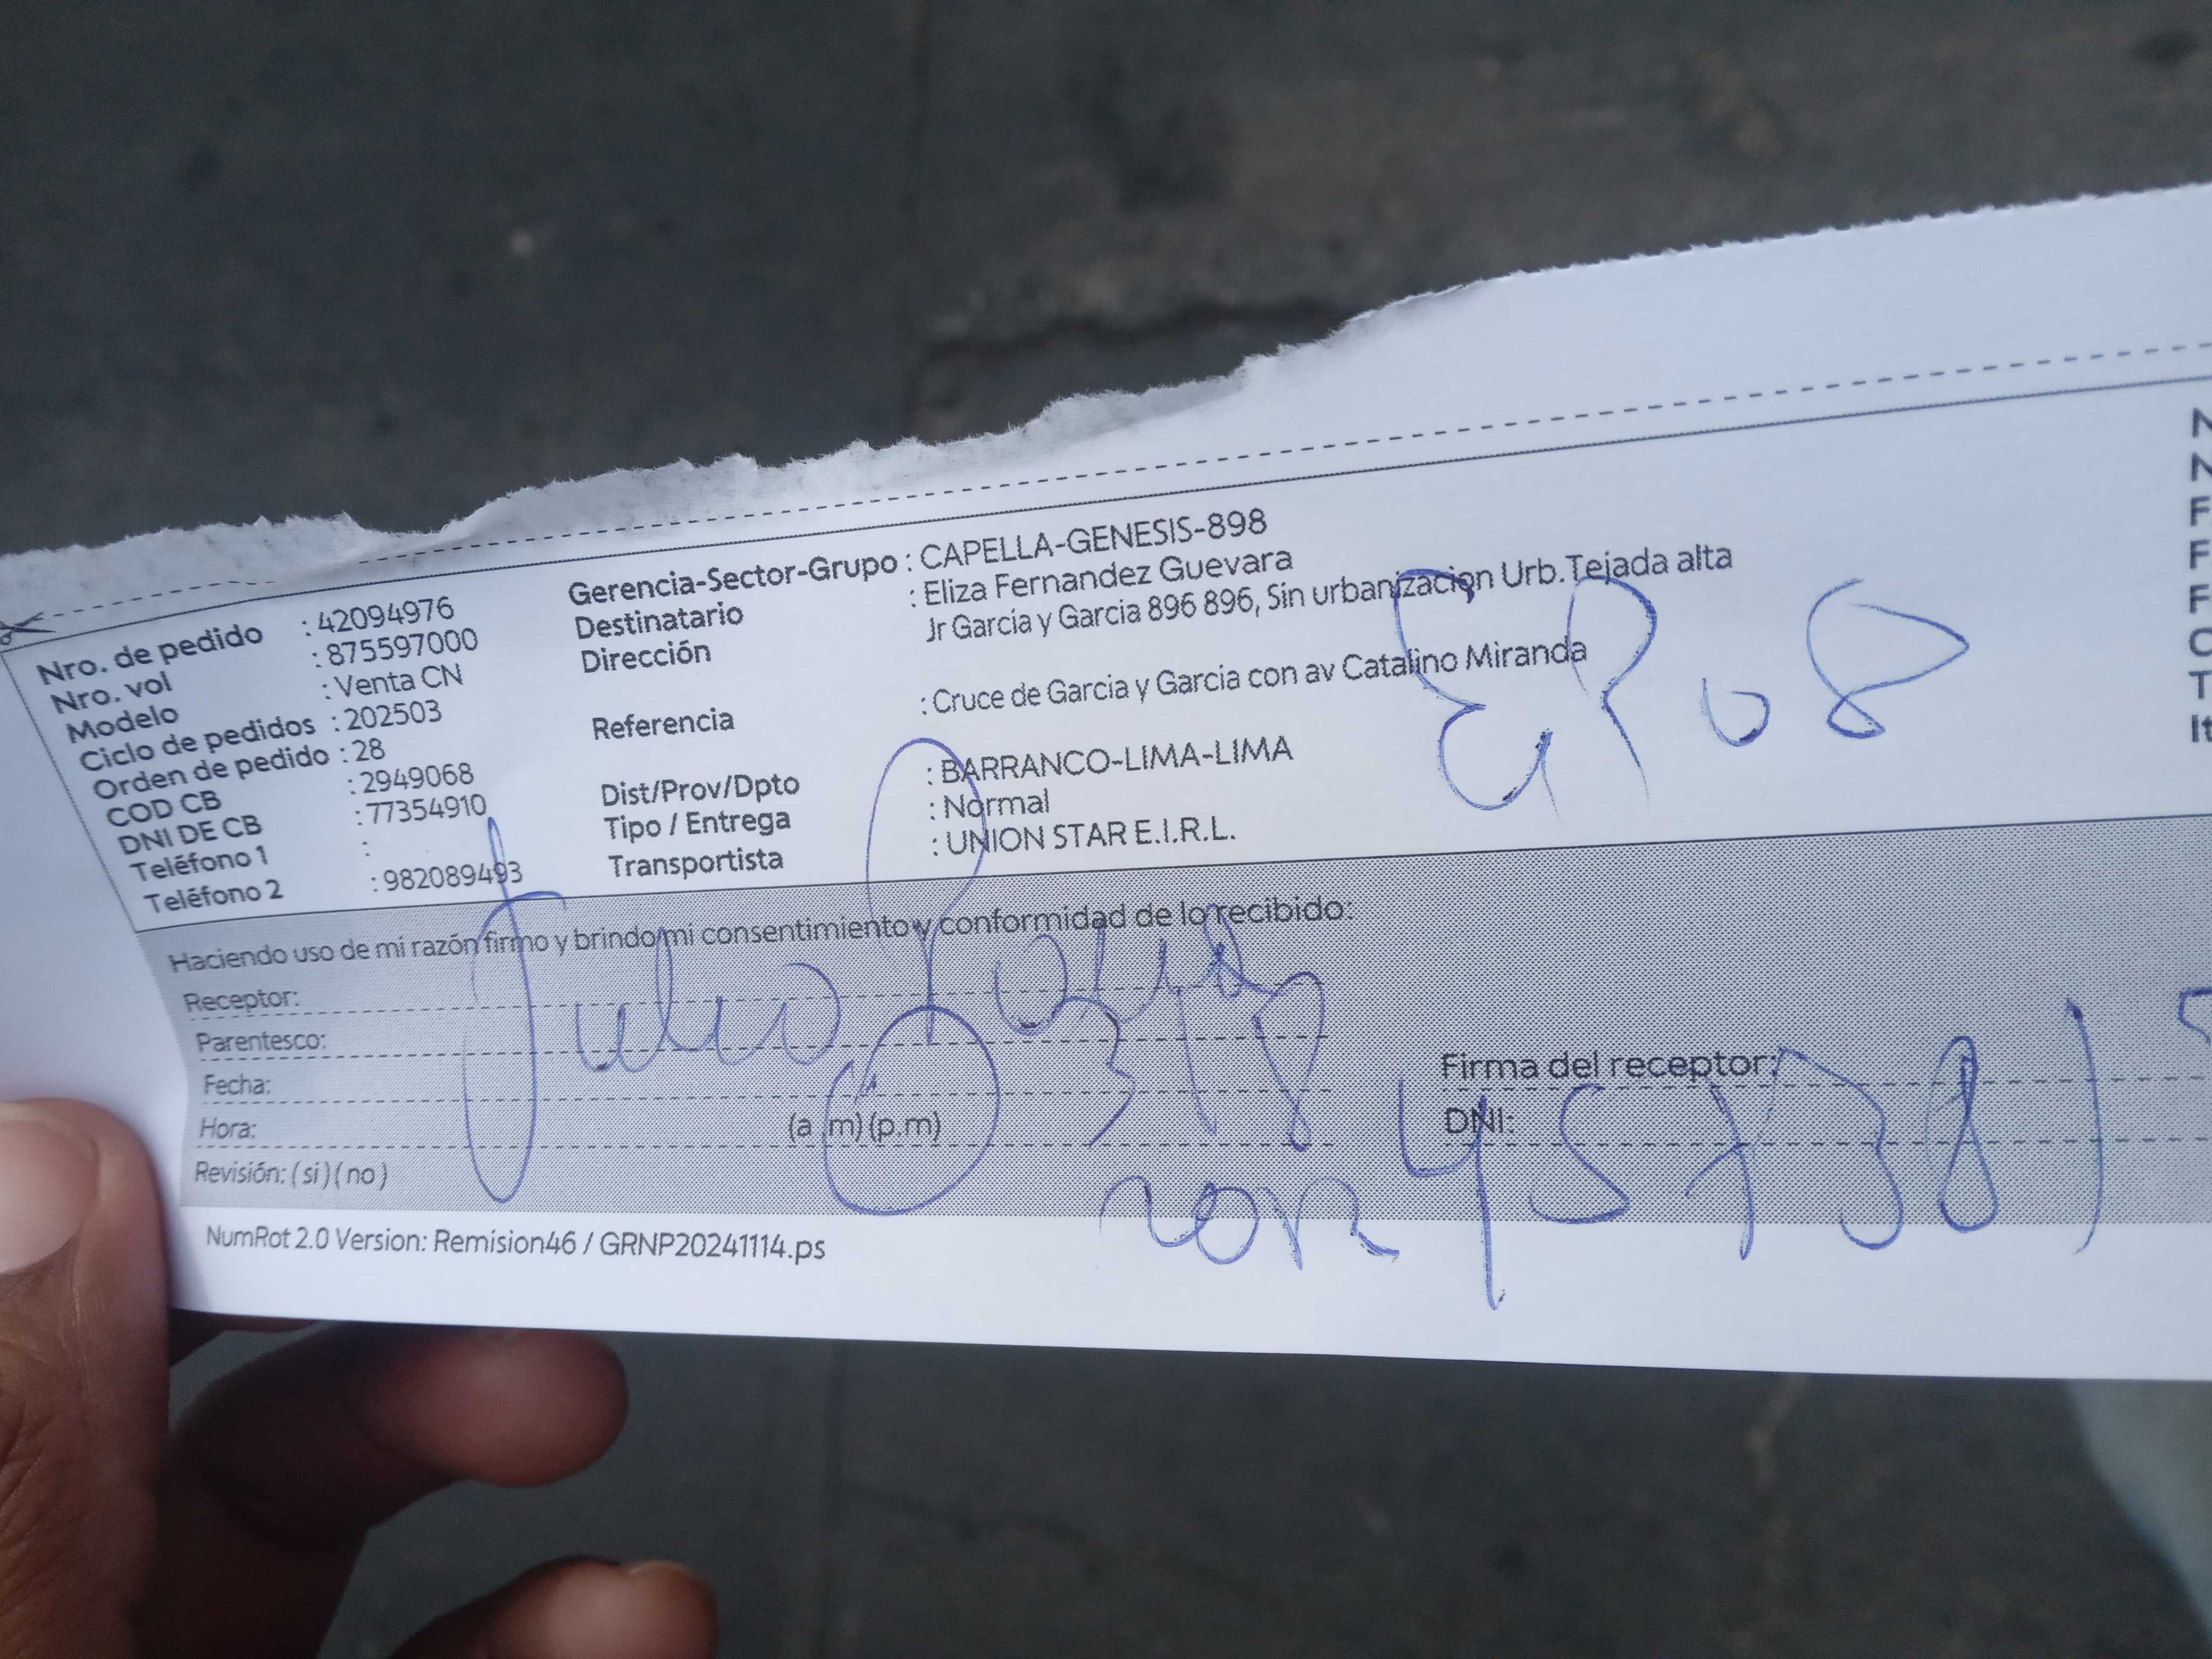 Nro. de pedido : 42094976
Nro. vol : 875597000
Modelo : Venta CN
Ciclo de pedidos : 202503
Orden de pedido : 28
COD CB : 2949068
DNI DE CB : 77354910
Teléfono 1 :
Teléfono 2 : 982089493
Gerencia-Sector-Grupo : CAPELLA-GENESIS-898
Destinatario : Eliza Fernandez Guevara
Dirección Jr García y Garcia 896 896, Sin urbanizacion Urb.Tejada alta
Referencia : Cruce de Garcia y Garcia con av Catalino Miranda
Dist/Prov/Dpto : BARRANCO-LIMA-LIMA
Tipo / Entrega : Normal
Transportista : UNION STAR E.I.R.L.
N
N
F
F
F
T
It
Haciendo uso de mi razón firmo y brindo mi consentimiento y conformidad de lo recibido:
Receptor:
Parentesco:
Fecha:
Hora: (a m) (p.m)
Revisión: ( si ) ( no )
Julio
Firma del receptor:
DNI:
NumRot 2.0 Version: Remision46 / GRNP20241114.ps